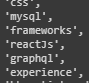 'css',
'mysql',
'frameworks',
'reactJs',
'graphql',
'experience',